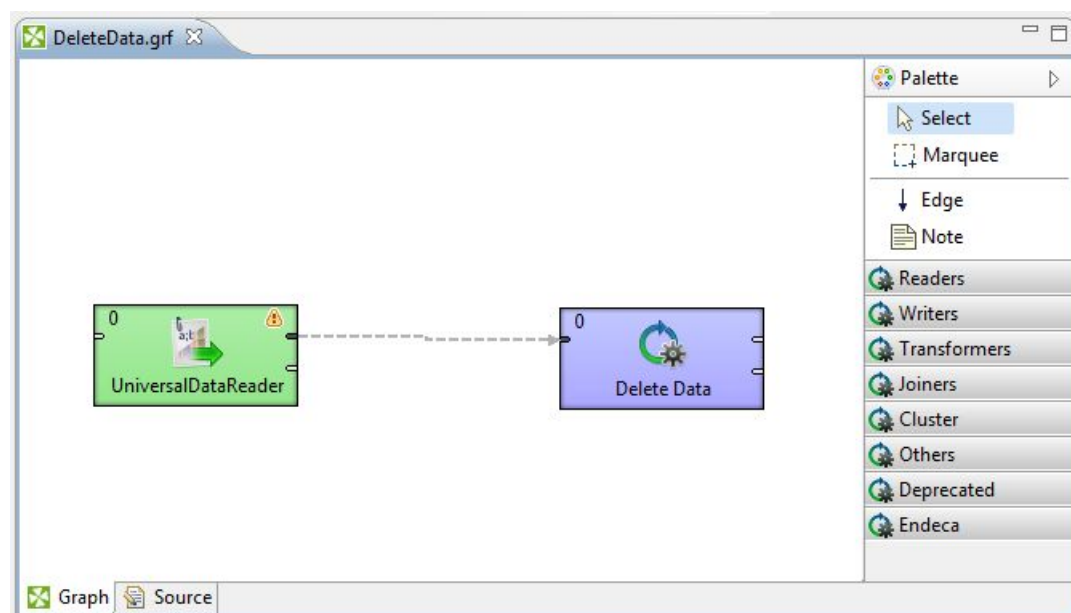 DeleteData.grf
Palette
Select
Marquee
Edge
Note
Readers
Writers
Transformers
Joiners
Cluster
Others
Deprecated
Endeca
0
a;b
UniversalDataReader
0
Delete Data
Graph
Source